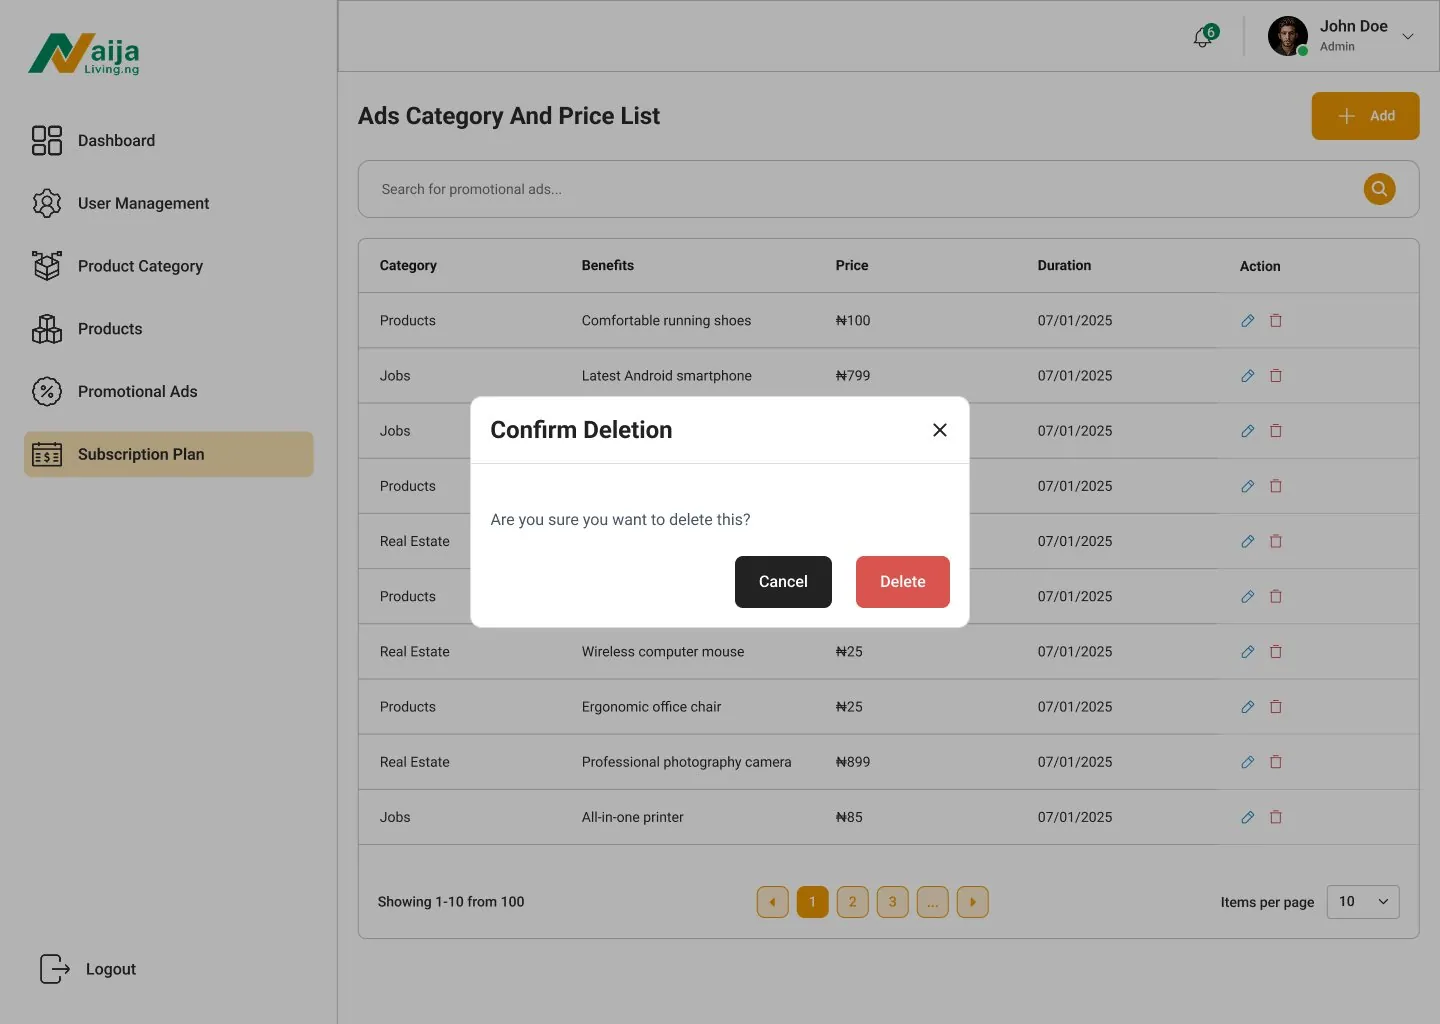 Naija
Living.ng
6
John Doe
Admin
Dashboard
User Management
Product Category
Products
Promotional Ads
Subscription Plan
Logout
Ads Category And Price List
Add
Search for promotional ads...
Category Benefits Price Duration Action
Products Comfortable running shoes ₦100 07/01/2025
Jobs Latest Android smartphone ₦799 07/01/2025
Jobs 07/01/2025
Products 07/01/2025
Real Estate 07/01/2025
Products 07/01/2025
Real Estate Wireless computer mouse ₦25 07/01/2025
Products Ergonomic office chair ₦25 07/01/2025
Real Estate Professional photography camera ₦899 07/01/2025
Jobs All-in-one printer ₦85 07/01/2025
Confirm Deletion
Are you sure you want to delete this?
Cancel Delete
Showing 1-10 from 100
1 2 3 ...
Items per page 10